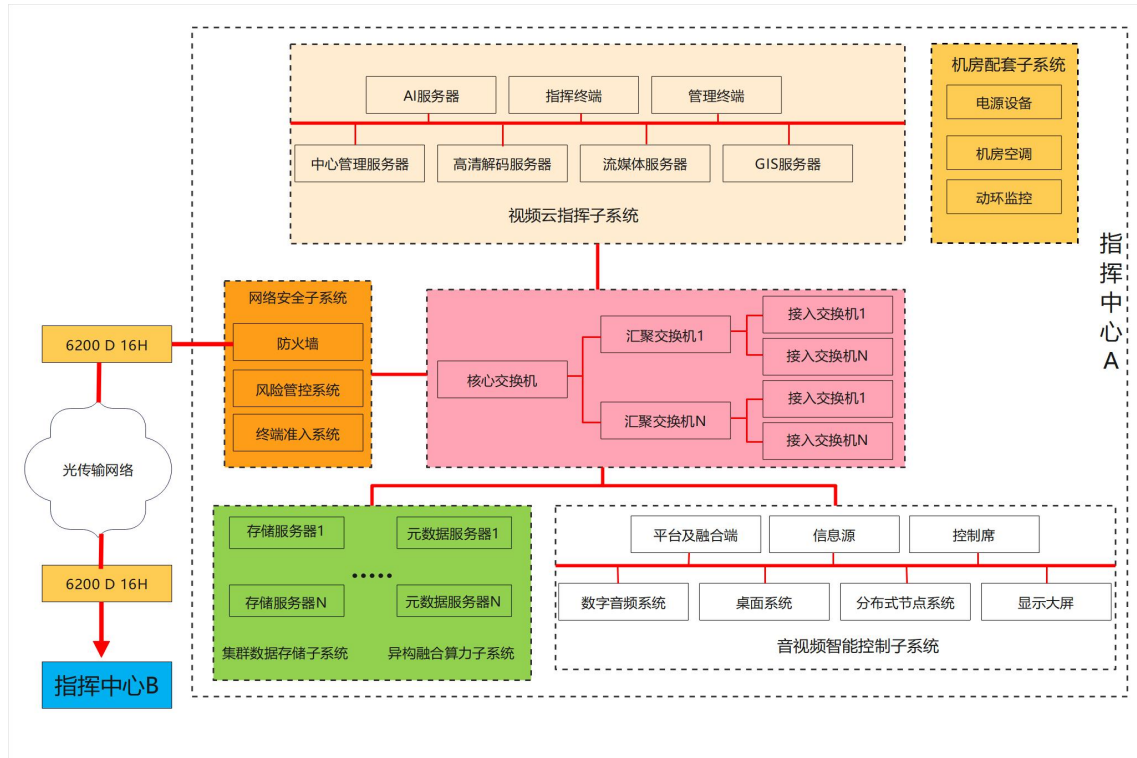 AI服务器
指挥终端
管理终端
中心管理服务器
高清解码服务器
流媒体服务器
GIS服务器
视频云指挥子系统
机房配套子系统
电源设备
机房空调
动环监控
指挥中心A
网络安全子系统
防火墙
风险管控系统
终端准入系统
核心交换机
汇聚交换机1
汇聚交换机N
接入交换机1
接入交换机N
接入交换机1
接入交换机N
6200 D 16H
光传输网络
6200 D 16H
指挥中心B
存储服务器1
元数据服务器1
•••••
存储服务器N
元数据服务器N
集群数据存储子系统
异构融合算力子系统
平台及融合端
信息源
控制席
数字音频系统
桌面系统
分布式节点系统
显示大屏
音视频智能控制子系统